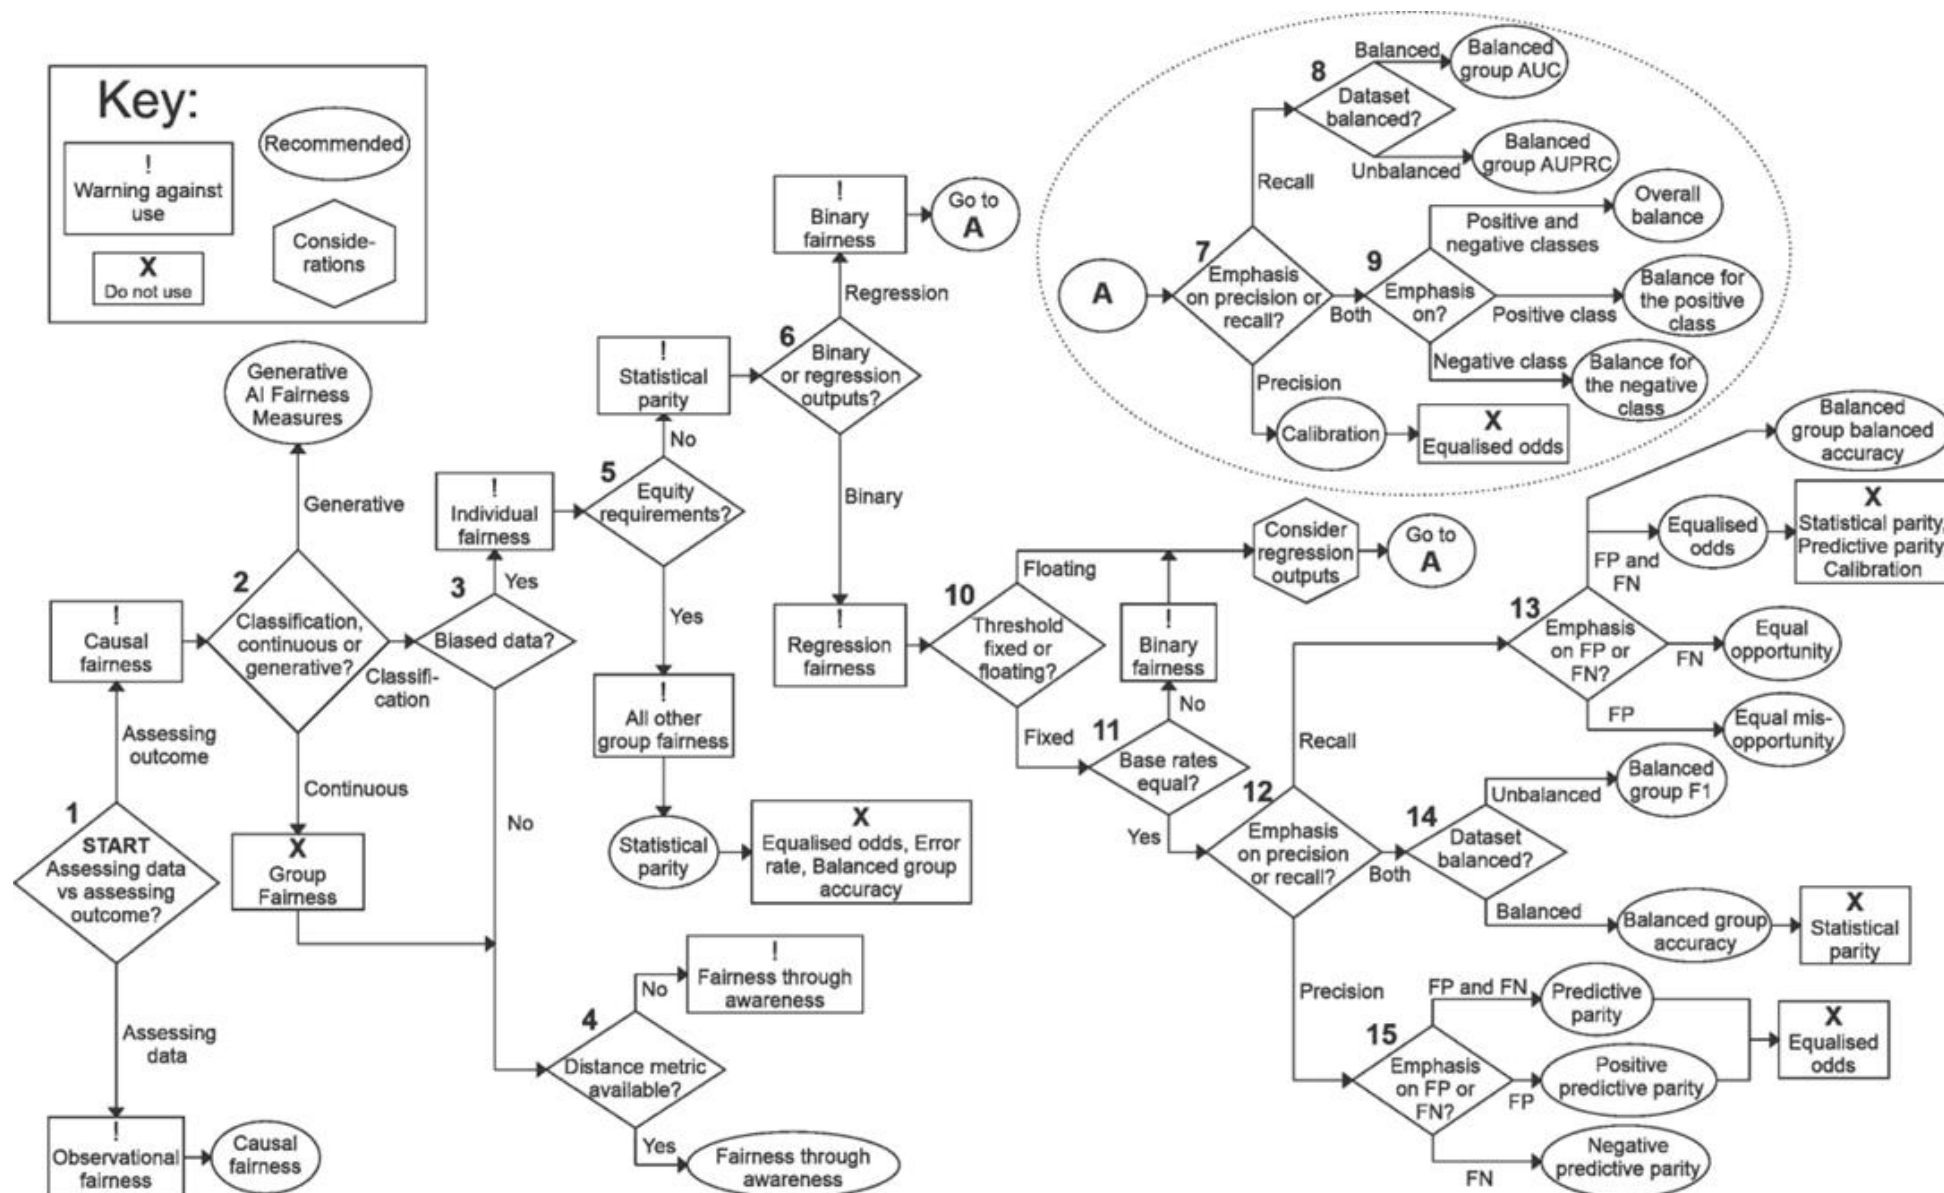 Key:
!
Warning against
use
Recommended
X
Do not use
Conside-
rations
1
START
Assessing data
vs assessing
outcome?
Assessing
outcome
!
Causal
fairness
Assessing
data
!
Observational
fairness
Causal
fairness
2
Classification,
continuous or
generative?
Generative
Generative
AI Fairness
Measures
Continuous
X
Group
Fairness
Classifi-
cation
3
Biased data?
Yes
!
Individual
fairness
No
4
Distance metric
available?
No
!
Fairness through
awareness
Yes
Fairness through
awareness
5
Equity
requirements?
No
!
Statistical
parity
Yes
!
All other
group fairness
Statistical
parity
X
Equalised odds, Error
rate, Balanced group
accuracy
6
Binary
or regression
outputs?
Regression
!
Binary
fairness
Go to
A
Binary
!
Regression
fairness
A
7
Emphasis
on precision or
recall?
Recall
8
Dataset
balanced?
Balanced
Balanced
group AUC
Unbalanced
Balanced
group AUPRC
Both
9
Emphasis
on?
Positive and
negative classes
Overall
balance
Positive class
Balance for
the positive
class
Negative class
Balance for
the negative
class
Precision
Calibration
X
Equalised odds
10
Threshold
fixed or
floating?
Floating
Consider
regression
outputs
Go to
A
Fixed
11
Base rates
equal?
No
!
Binary
fairness
Yes
12
Emphasis
on precision
or recall?
Recall
13
Emphasis
on FP or
FN?
FP and
FN
Balanced
group balanced
accuracy
Equalised
odds
X
Statistical parity,
Predictive parity
Calibration
FN
Equal
opportunity
FP
Equal mis-
opportunity
Both
14
Dataset
balanced?
Unbalanced
Balanced
group F1
Balanced
Balanced group
accuracy
X
Statistical
parity
Precision
15
Emphasis
on FP or
FN?
FP and FN
Predictive
parity
FP
Positive
predictive parity
X
Equalised
odds
FN
Negative
predictive parity